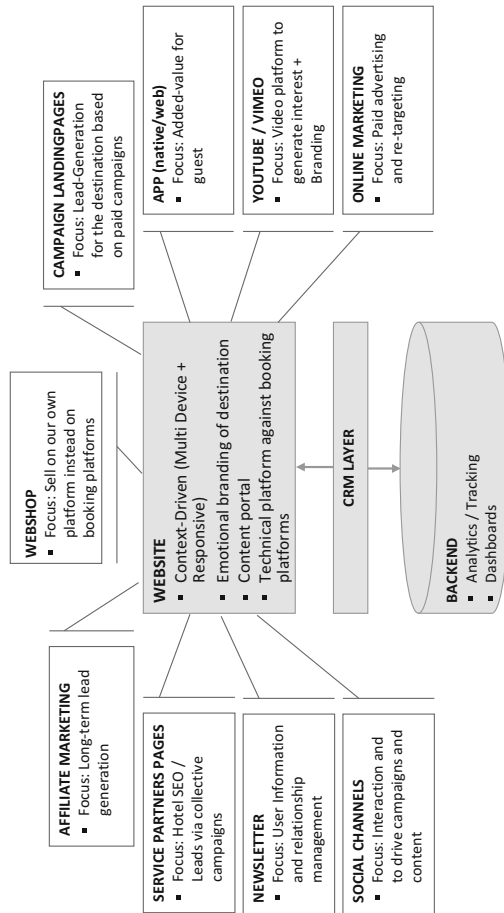 AFFILIATE MARKETING
▪ Focus: Long-term lead
generation
WEBSHOP
▪ Focus: Sell on our own
platform instead on
booking platforms
CAMPAIGN LANDINGPAGES
▪ Focus: Lead-Generation
for the destination based
on paid campaigns
SERVICE PARTNERS PAGES
▪ Focus: Hotel SEO /
Leads via collective
campaigns
NEWSLETTER
▪ Focus: User Information
and relationship
management
SOCIAL CHANNELS
▪ Focus: Interaction and
to drive campaigns and
content
WEBSITE
▪ Context-Driven (Multi Device +
Responsive)
▪ Emotional branding of destination
▪ Content portal
▪ Technical platform against booking
platforms
CRM LAYER
BACKEND
▪ Analytics / Tracking
▪ Dashboards
APP (native/web)
▪ Focus: Added-value for
guest
YOUTUBE / VIMEO
▪ Focus: Video platform to
generate interest +
Branding
ONLINE MARKETING
▪ Focus: Paid advertising
and re-targeting